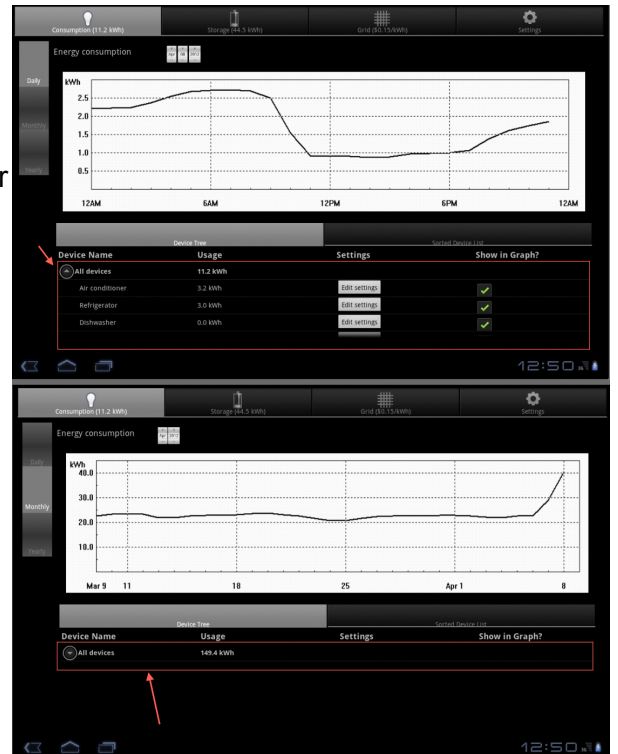 Consumption (11.2 kWh) Storage (44.5 kWh) Grid ($0.15/kWh) Settings
Energy consumption Apr 08 2012
Daily
Monthly
Yearly
kWh
2.5
2.0
1.5
1.0
0.5
12AM 6AM 12PM 6PM 12AM
r
Device Tree Sorted Device List
Device Name Usage Settings Show in Graph?
All devices 11.2 kWh
Air conditioner 3.2 kWh Edit settings
Refrigerator 3.0 kWh Edit settings
Dishwasher 0.0 kWh Edit settings
12:50
Consumption (11.2 kWh) Storage (44.5 kWh) Grid ($0.15/kWh) Settings
Energy consumption Apr 2012
Daily
Monthly
Yearly
kWh
40.0
30.0
20.0
10.0
Mar 9 11 18 25 Apr 1 8
Device Tree Sorted Device List
Device Name Usage Settings Show in Graph?
All devices 149.4 kWh
12:50